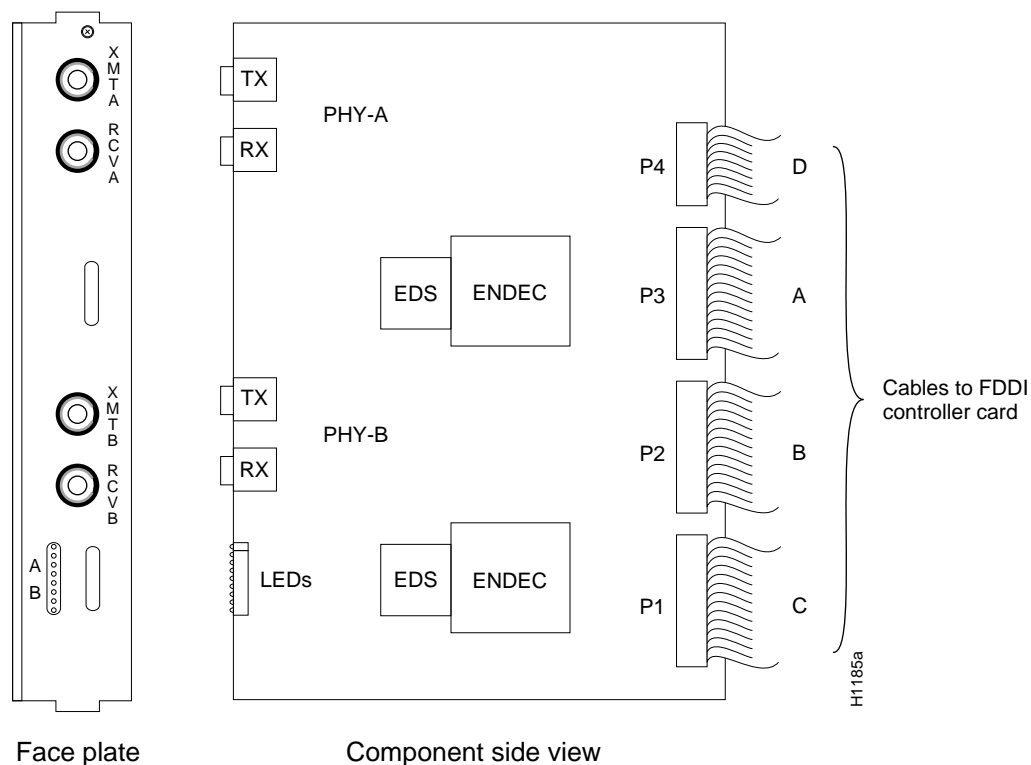 XMTA
RCVA
XMTB
RCVB
A
B
Face plate
TX
PHY-A
RX
EDS
ENDEC
TX
PHY-B
RX
LEDs
EDS
ENDEC
P4
D
P3
A
P2
B
P1
C
Cables to FDDI
controller card
H1185a
Component side view